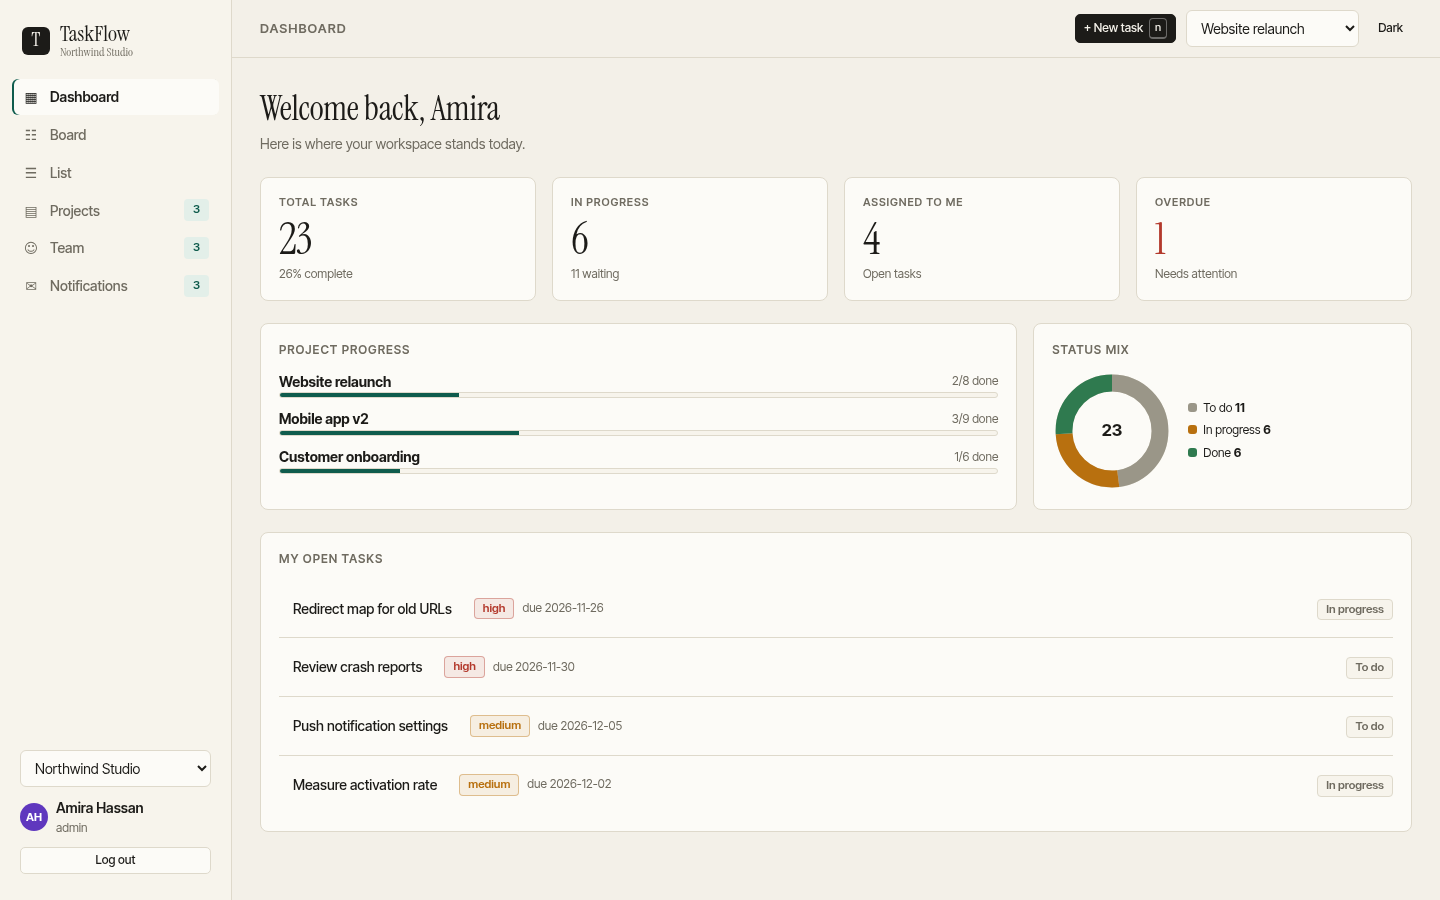 T
TaskFlow
Northwind Studio
Dashboard
Board
List
Projects 3
Team 3
Notifications 3
Northwind Studio
AH
Amira Hassan
admin
Log out
DASHBOARD
+ New task n
Website relaunch
Dark
Welcome back, Amira
Here is where your workspace stands today.
TOTAL TASKS
23
26% complete
IN PROGRESS
6
11 waiting
ASSIGNED TO ME
4
Open tasks
OVERDUE
1
Needs attention
PROJECT PROGRESS
Website relaunch 2/8 done
Mobile app v2 3/9 done
Customer onboarding 1/6 done
STATUS MIX
23
To do 11
In progress 6
Done 6
MY OPEN TASKS
Redirect map for old URLs high due 2026-11-26 In progress
Review crash reports high due 2026-11-30 To do
Push notification settings medium due 2026-12-05 To do
Measure activation rate medium due 2026-12-02 In progress